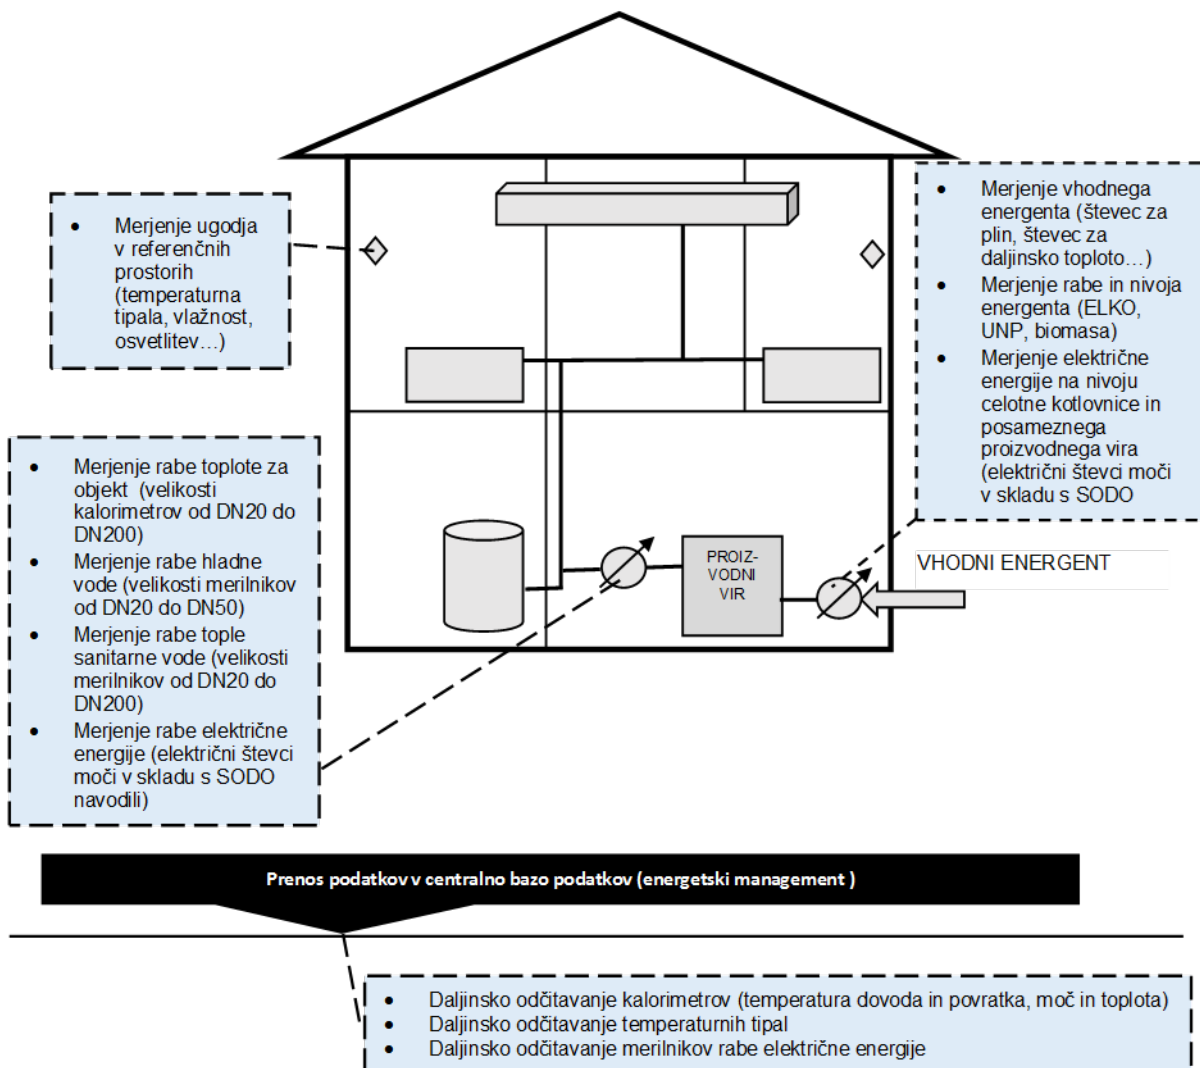 • Merjenje ugodja
v referenčnih
prostorih
(temperaturna
tipala, vlažnost,
osvetlitev…)
• Merjenje vhodnega
energenta (števec za
plin, števec za
daljinsko toploto…)
• Merjenje rabe in nivoja
energenta (ELKO,
UNP, biomasa)
• Merjenje električne
energije na nivoju
celotne kotlovnice in
posameznega
proizvodnega vira
(električni števci moči
v skladu s SODO
• Merjenje rabe toplote za
objekt (velikosti
kalorimetrov od DN20 do
DN200)
• Merjenje rabe hladne
vode (velikosti merilnikov
od DN20 do DN50)
• Merjenje rabe tople
sanitarne vode (velikosti
merilnikov od DN20 do
DN200)
• Merjenje rabe električne
energije (električni števci
moči v skladu s SODO
navodili)
PROIZ-
VODNI
VIR
VHODNI ENERGENT
Prenos podatkov v centralno bazo podatkov (energetski management )
• Daljinsko odčitavanje kalorimetrov (temperatura dovoda in povratka, moč in toplota)
• Daljinsko odčitavanje temperaturnih tipal
• Daljinsko odčitavanje merilnikov rabe električne energije